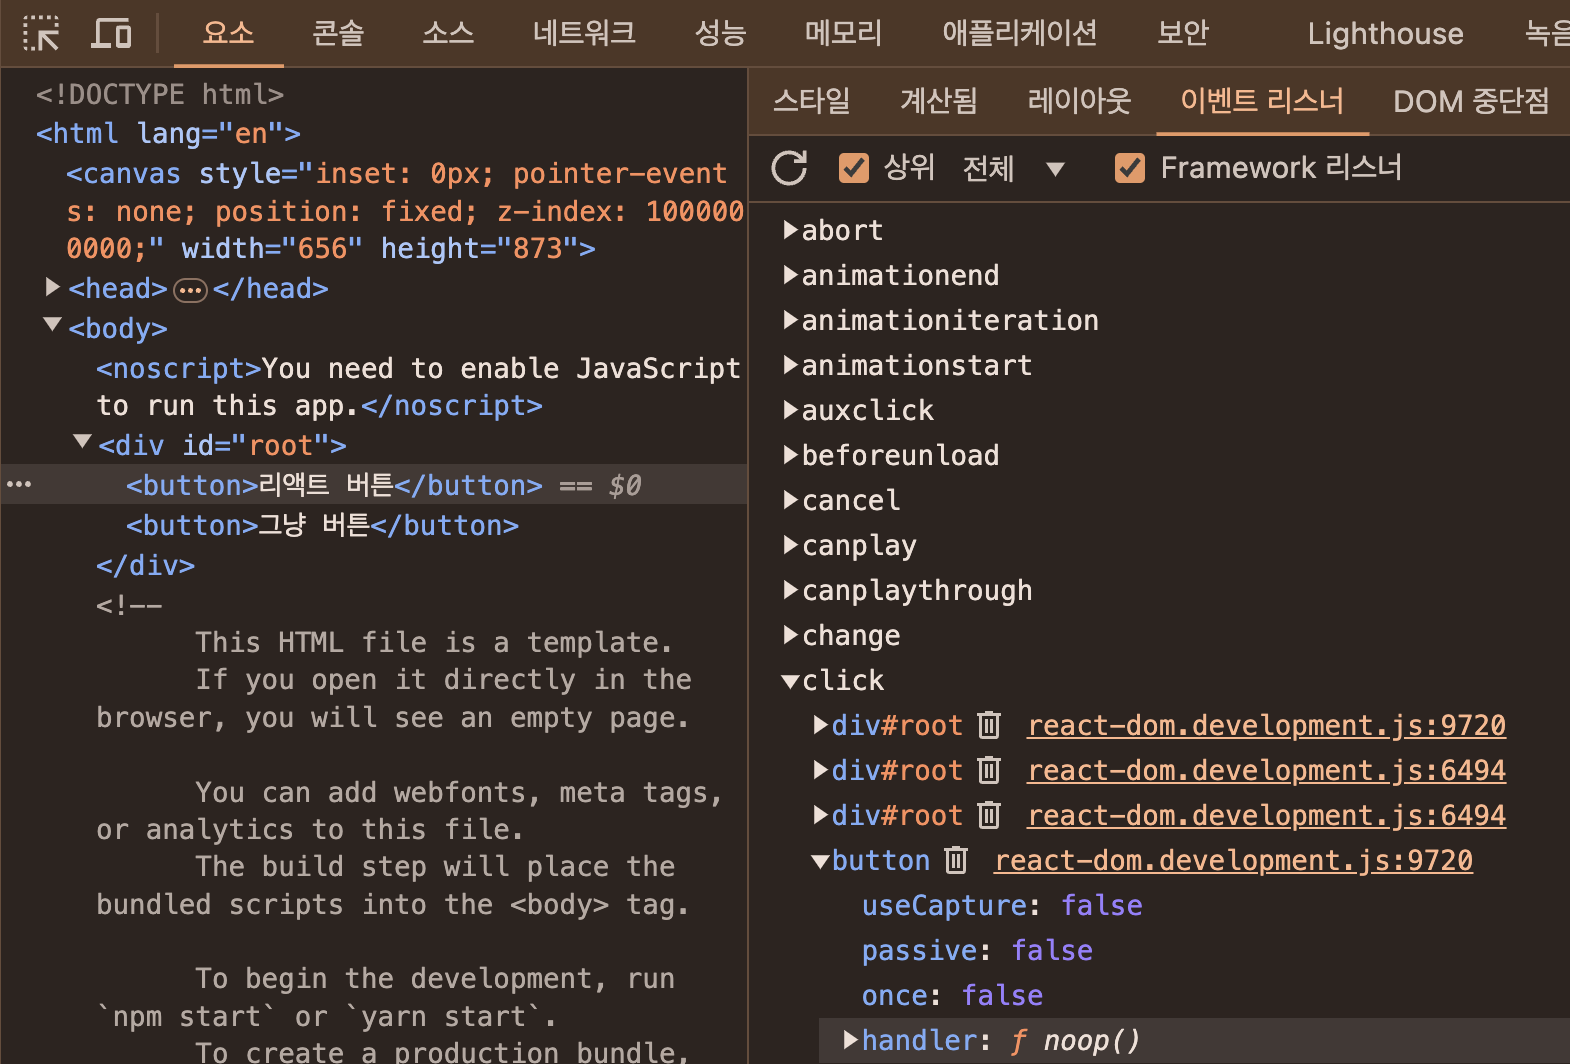 요소 콘솔 소스 네트워크 성능 메모리 애플리케이션 보안 Lighthouse 녹음
<!DOCTYPE html>
<html lang="en">
<canvas style="inset: 0px; pointer-event
s: none; position: fixed; z-index: 100000
0000;" width="656" height="873">
<head>…</head>
<body>
<noscript>You need to enable JavaScript
to run this app.</noscript>
<div id="root">
<button>리액트 버튼</button> == $0
<button>그냥 버튼</button>
</div>
<!--
This HTML file is a template.
If you open it directly in the
browser, you will see an empty page.
You can add webfonts, meta tags,
or analytics to this file.
The build step will place the
bundled scripts into the <body> tag.
To begin the development, run
`npm start` or `yarn start`.
To create a production bundle,
스타일 계산됨 레이아웃 이벤트 리스너 DOM 중단점
상위 전체 Framework 리스너
abort
animationend
animationiteration
animationstart
auxclick
beforeunload
cancel
canplay
canplaythrough
change
click
div#root react-dom.development.js:9720
div#root react-dom.development.js:6494
div#root react-dom.development.js:6494
button react-dom.development.js:9720
useCapture: false
passive: false
once: false
handler: ƒ noop()